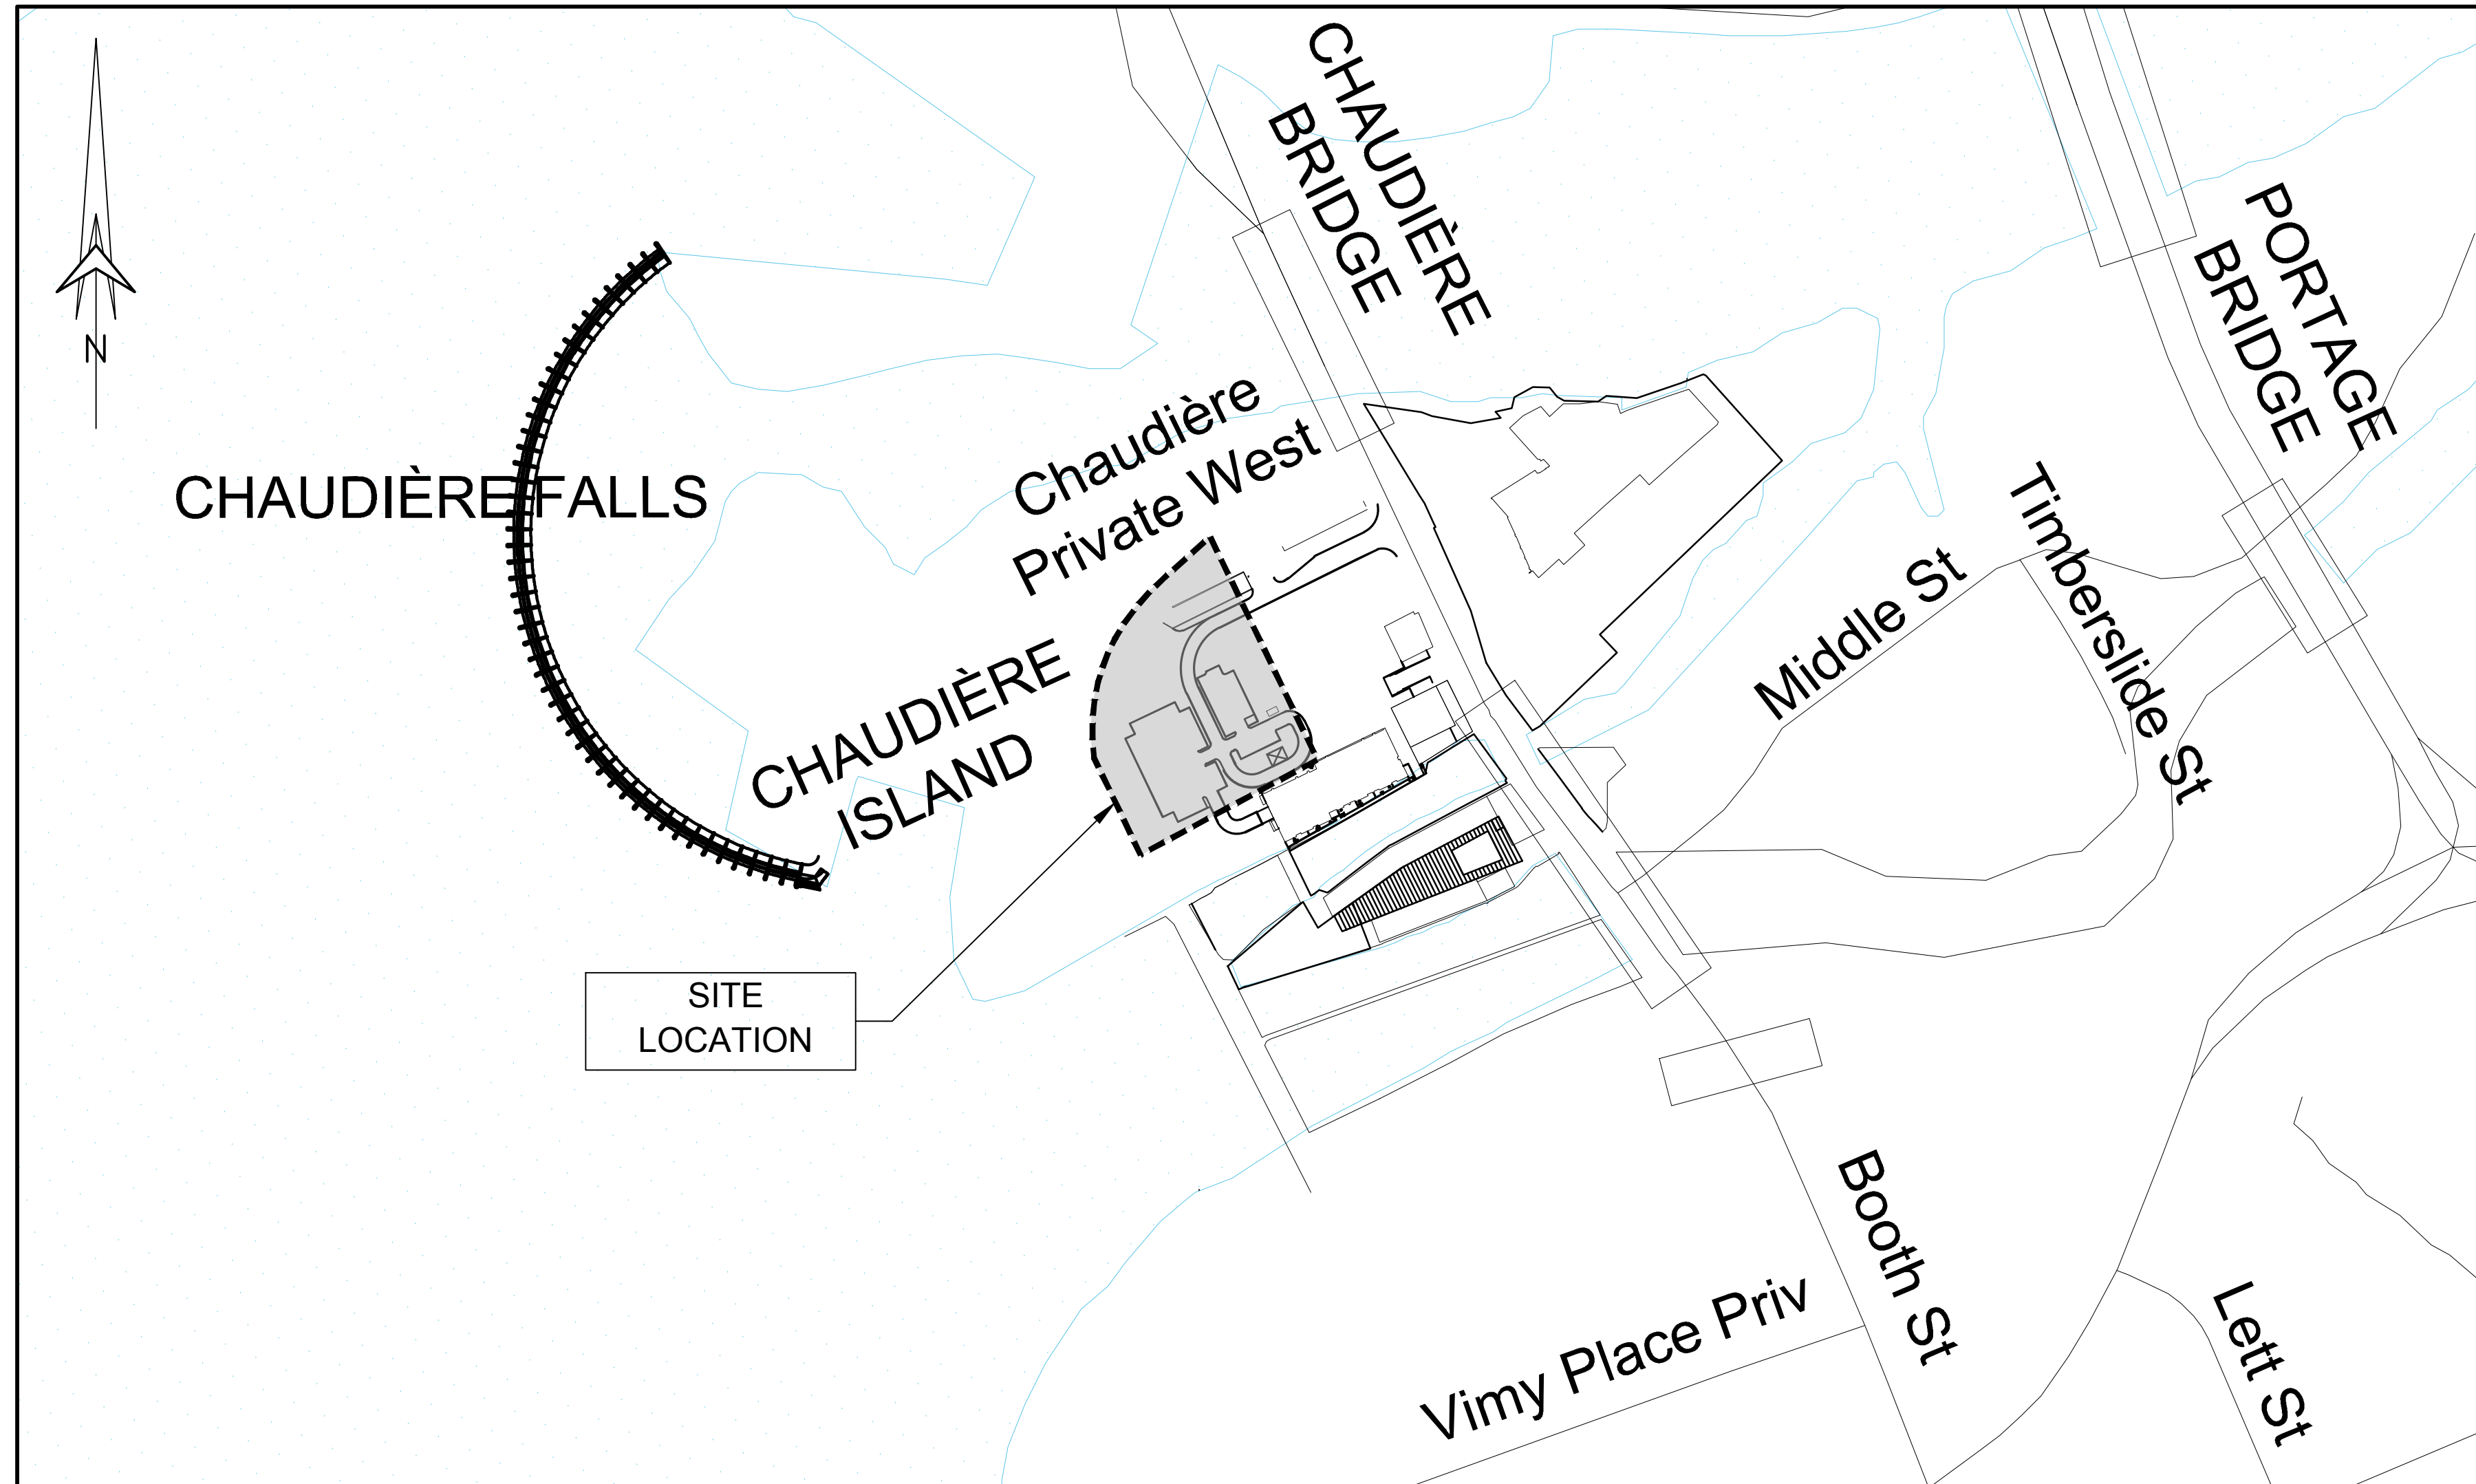 CHAUDIÈRE
BRIDGE
PORTAGE
BRIDGE
N
CHAUDIÈRE FALLS
Chaudière
Private West
Timberslide St
Middle St
CHAUDIÈRE
ISLAND
SITE
LOCATION
Booth St
Vimy Place Priv
Lett St